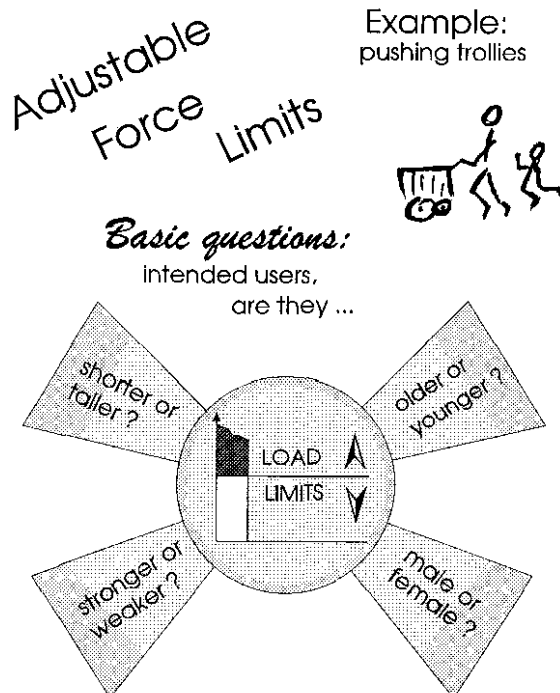 Adjustable
Force Limits
Example:
pushing trollies
Basic questions:
intended users,
are they ...
shorter or
taller ?
older or
younger ?
LOAD
LIMITS
stronger or
weaker ?
male or
female ?